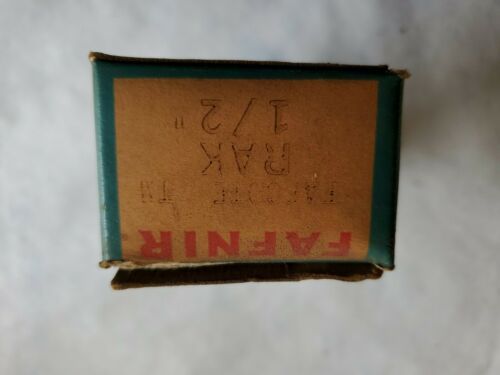 FAFNIR
RAK
1/2"